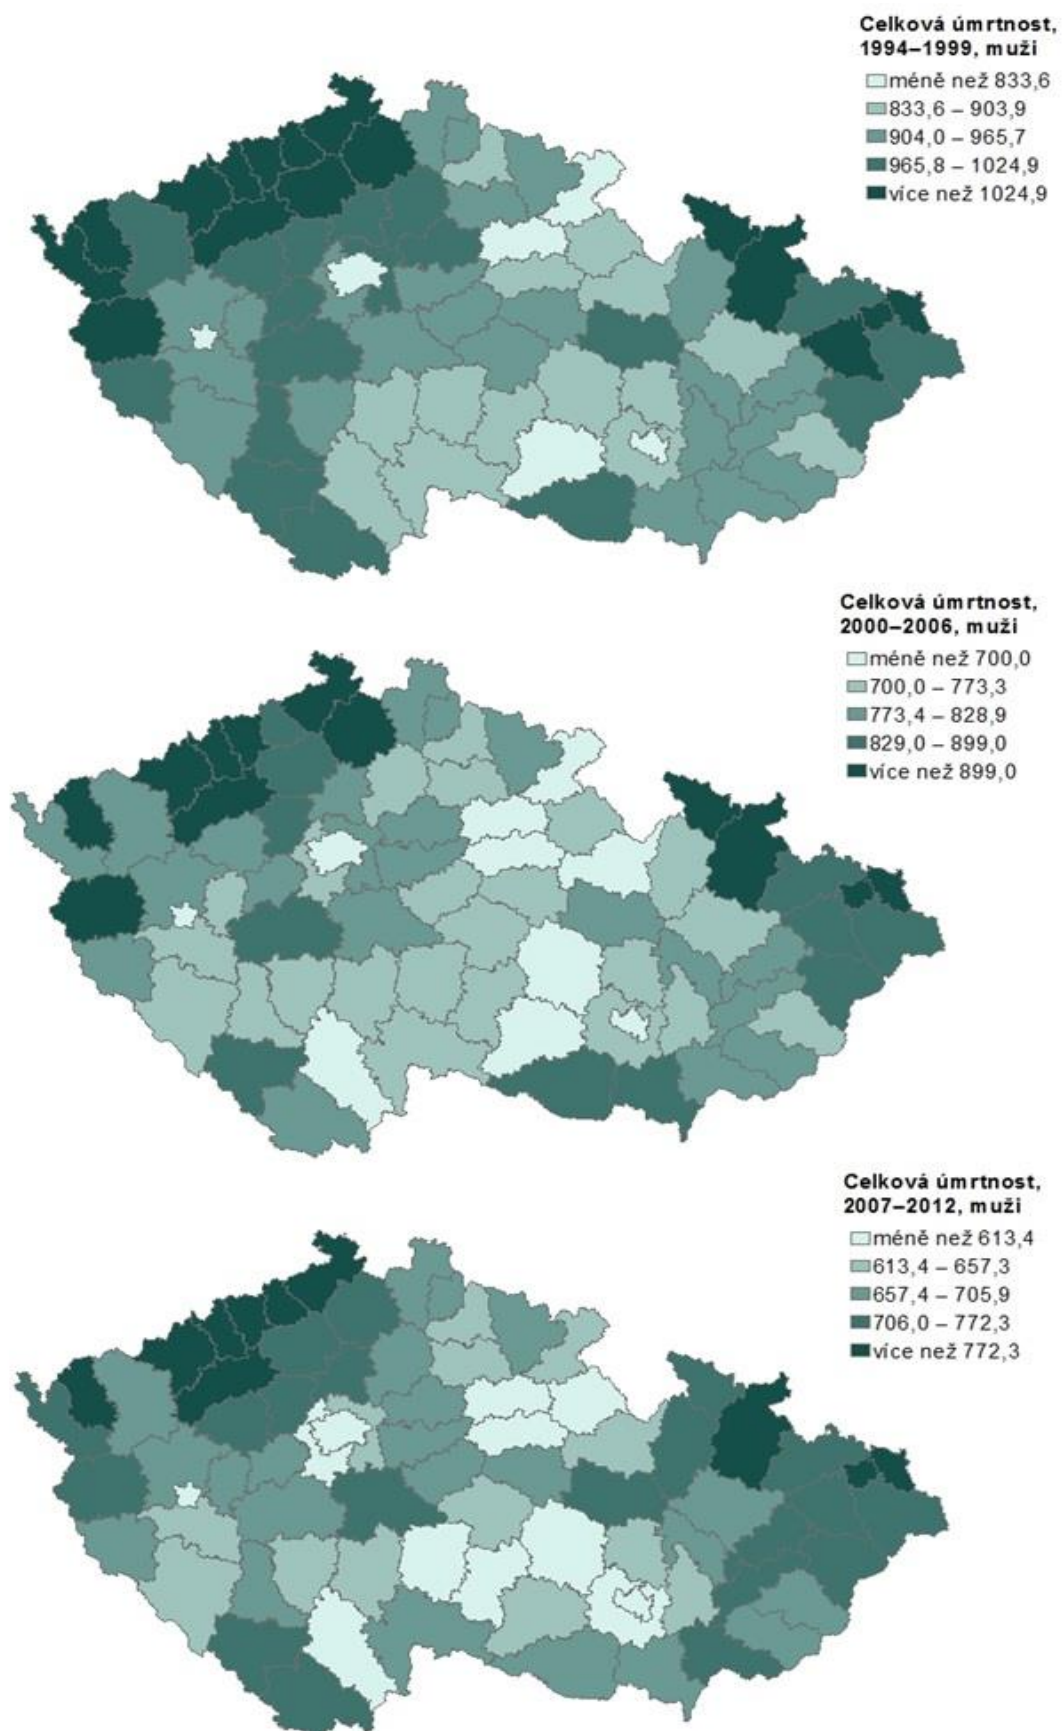 Celková úmrtnost,
1994–1999, muži
méně než 833,6
833,6 – 903,9
904,0 – 965,7
965,8 – 1024,9
více než 1024,9
Celková úmrtnost,
2000–2006, muži
méně než 700,0
700,0 – 773,3
773,4 – 828,9
829,0 – 899,0
více než 899,0
Celková úmrtnost,
2007–2012, muži
méně než 613,4
613,4 – 657,3
657,4 – 705,9
706,0 – 772,3
více než 772,3